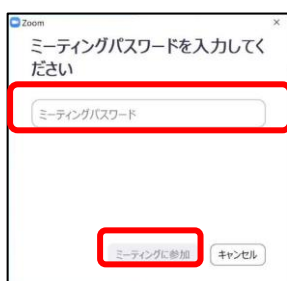 Zoom
ミーティングパスワードを入力してく
ださい
ミーティングパスワード
ミーティングに参加
キャンセル